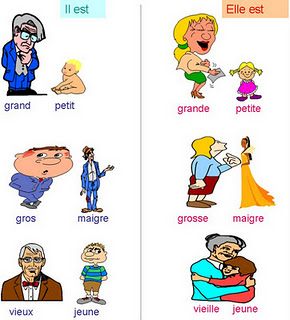 Il est
Elle est
grand petit
grande petite
gros maigre
grosse maigre
vieux jeune
vieille jeune